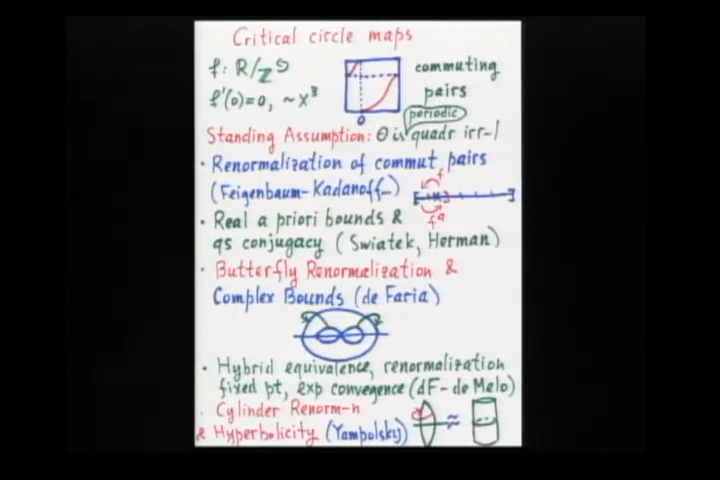 Critical circle maps
f: R/Z ↺
f'(0)=0, ~x³
0
commuting
pairs
periodic
Standing Assumption: θ is quadr irr-l
• Renormalization of commut pairs
(Feigenbaum-Kadanoff...)
f
f^q
• Real a priori bounds &
qs conjugacy (Swiatek, Herman)
• Butterfly Renormalization &
Complex Bounds (de Faria)
• Hybrid equivalence, renormalization
fixed pt, exp convegence (dF-de Melo)
• Cylinder Renorm-n
& Hyperbolicity (Yampolsky)
≈